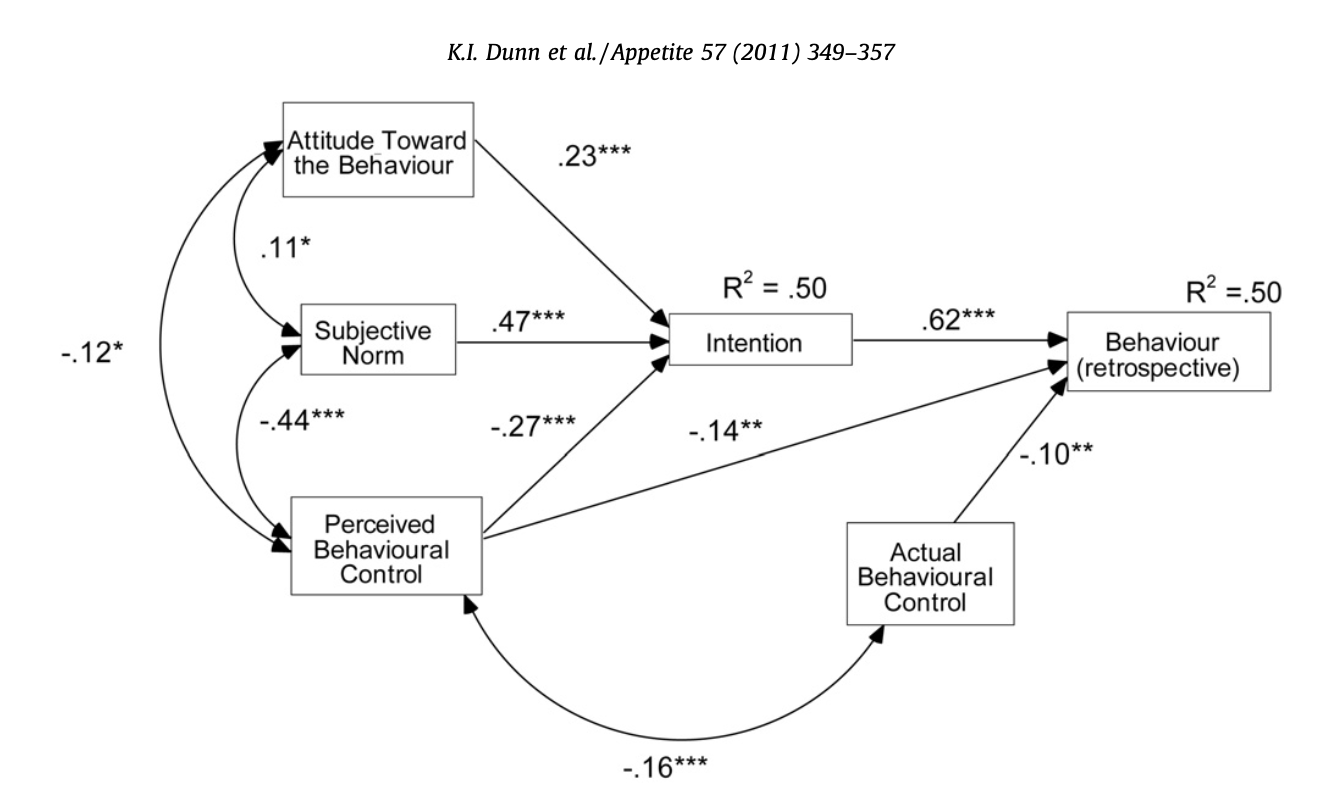 K.I. Dunn et al. / Appetite 57 (2011) 349–357
Attitude Toward
the Behaviour
.23***
.11*
R² = .50
R² =.50
Subjective
Norm
.47***
Intention
.62***
Behaviour
(retrospective)
-.12*
-.44***
-.27***
-.14**
-.10**
Perceived
Behavioural
Control
Actual
Behavioural
Control
-.16***